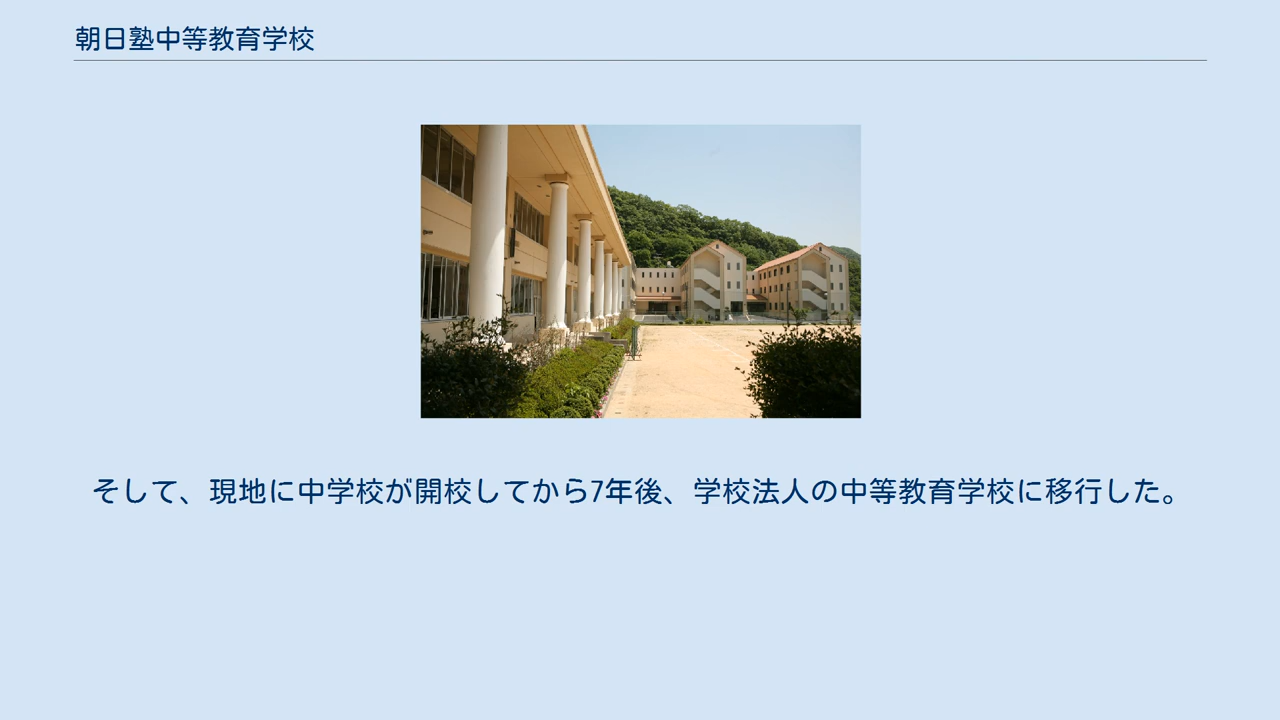 朝日塾中等教育学校
そして、現地に中学校が開校してから7年後、学校法人の中等教育学校に移行した。